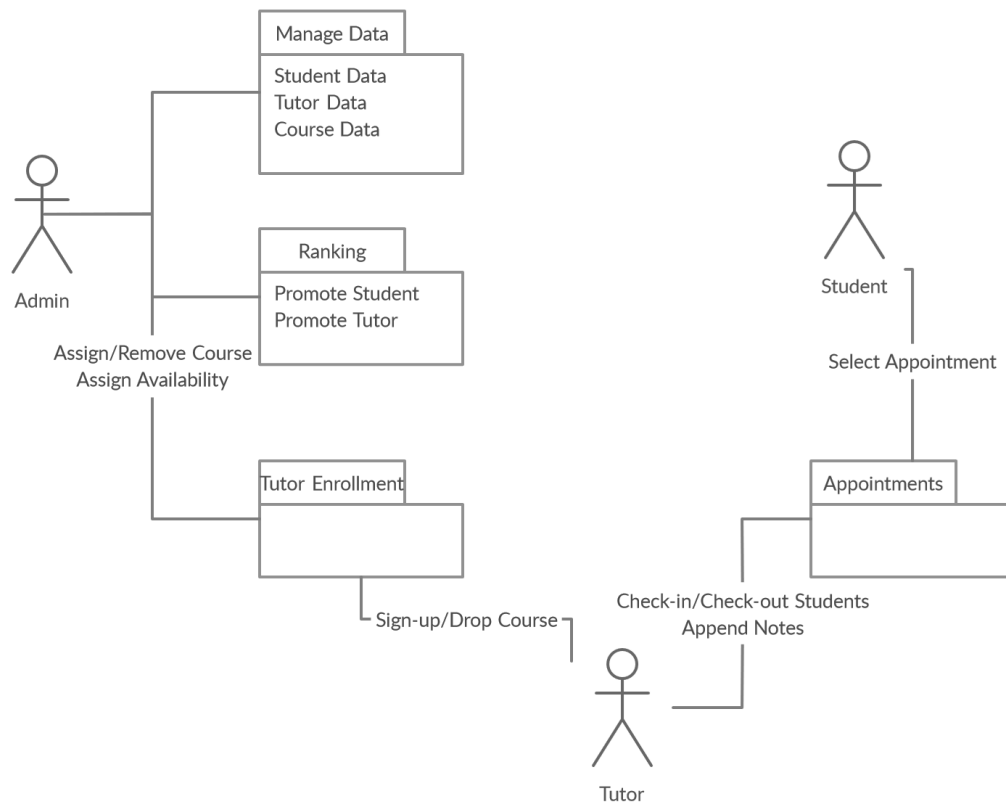 Manage Data
Student Data
Tutor Data
Course Data
Admin
Ranking
Promote Student
Promote Tutor
Assign/Remove Course
Assign Availability
Student
Select Appointment
Tutor Enrollment
Appointments
Sign-up/Drop Course
Check-in/Check-out Students
Append Notes
Tutor